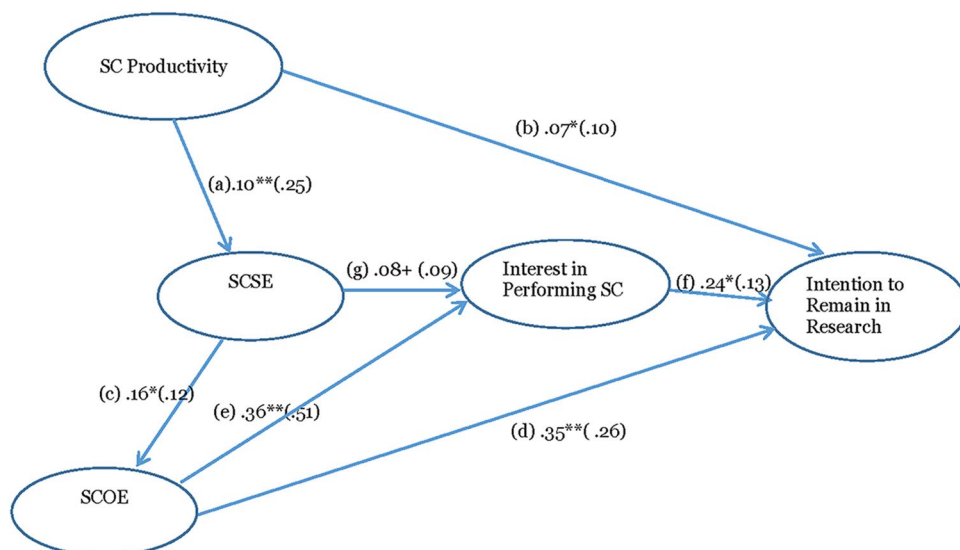 SC Productivity
(b) .07*(.10)
(a).10**(.25)
SCSE
(g) .08+ (.09)
Interest in
Performing SC
(f) .24*(.13)
Intention to
Remain in
Research
(c) .16*(.12)
(e) .36**(.51)
(d) .35**( .26)
SCOE